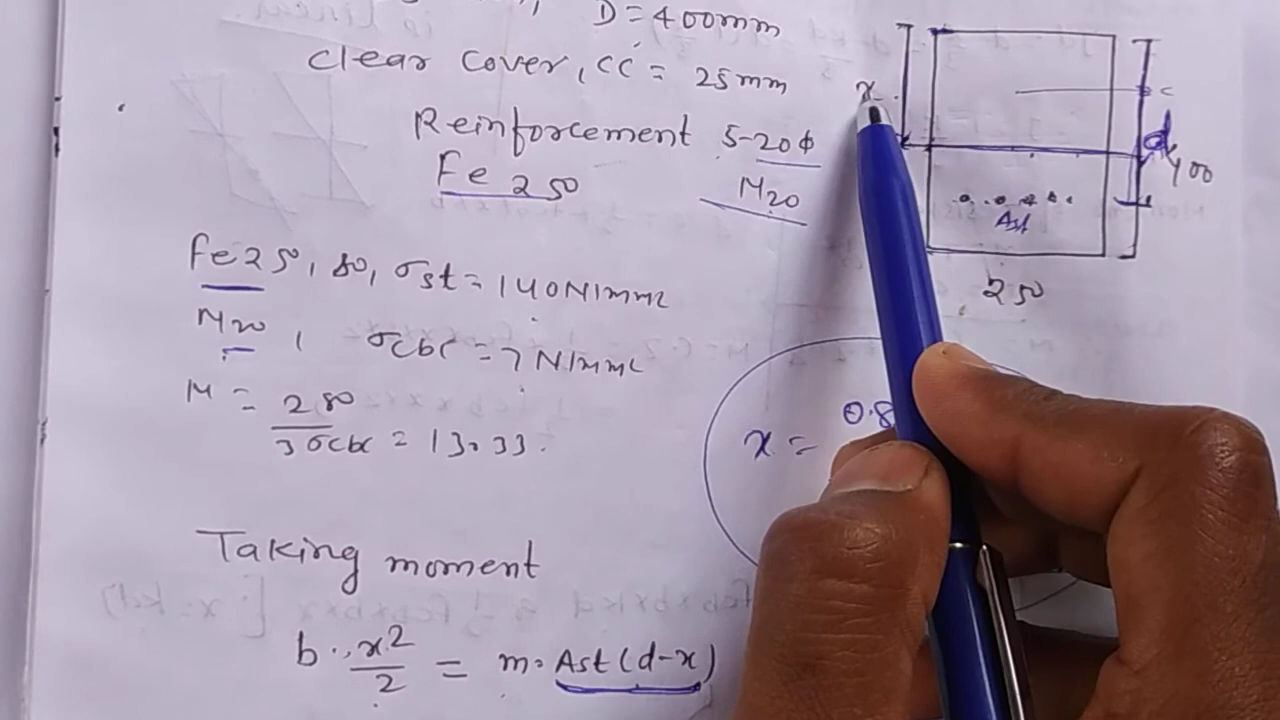 D=400mm
Clear Cover, CC = 25mm
Reinforcement 5-20ϕ
Fe 250
M20
x
c
d
400
Ast
250
fe250, so, σst = 140N/mm2
M20, σcbc = 7 N/mm2
M = 280/3σcbc = 13.33.
x = 0.8
Taking moment
b. x2/2 = m. Ast(d-x)